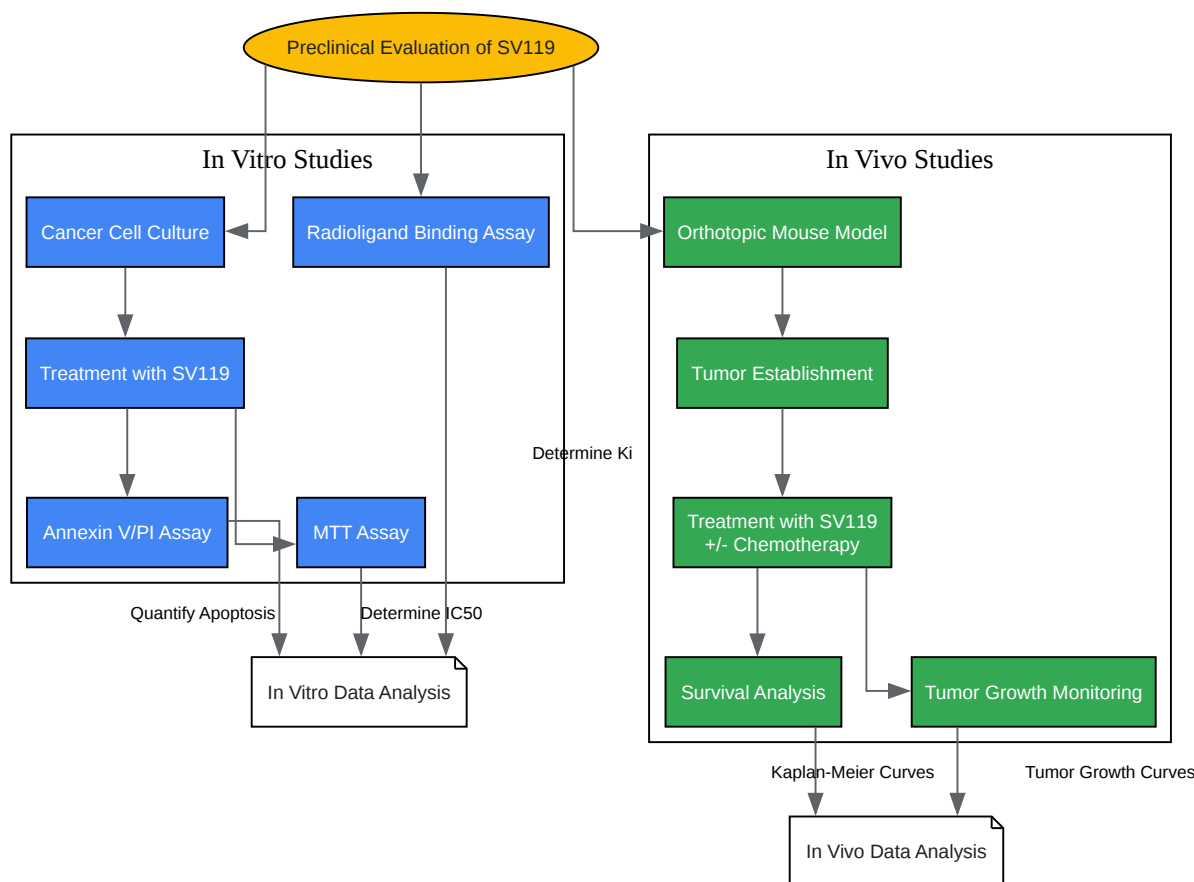 Preclinical Evaluation of SV119
In Vitro Studies
In Vivo Studies
Cancer Cell Culture
Radioligand Binding Assay
Orthotopic Mouse Model
Treatment with SV119
Tumor Establishment
Determine Ki
Annexin V/PI Assay
MTT Assay
Treatment with SV119
+/- Chemotherapy
Quantify Apoptosis
Determine IC50
In Vitro Data Analysis
Survival Analysis
Tumor Growth Monitoring
Kaplan-Meier Curves
Tumor Growth Curves
In Vivo Data Analysis